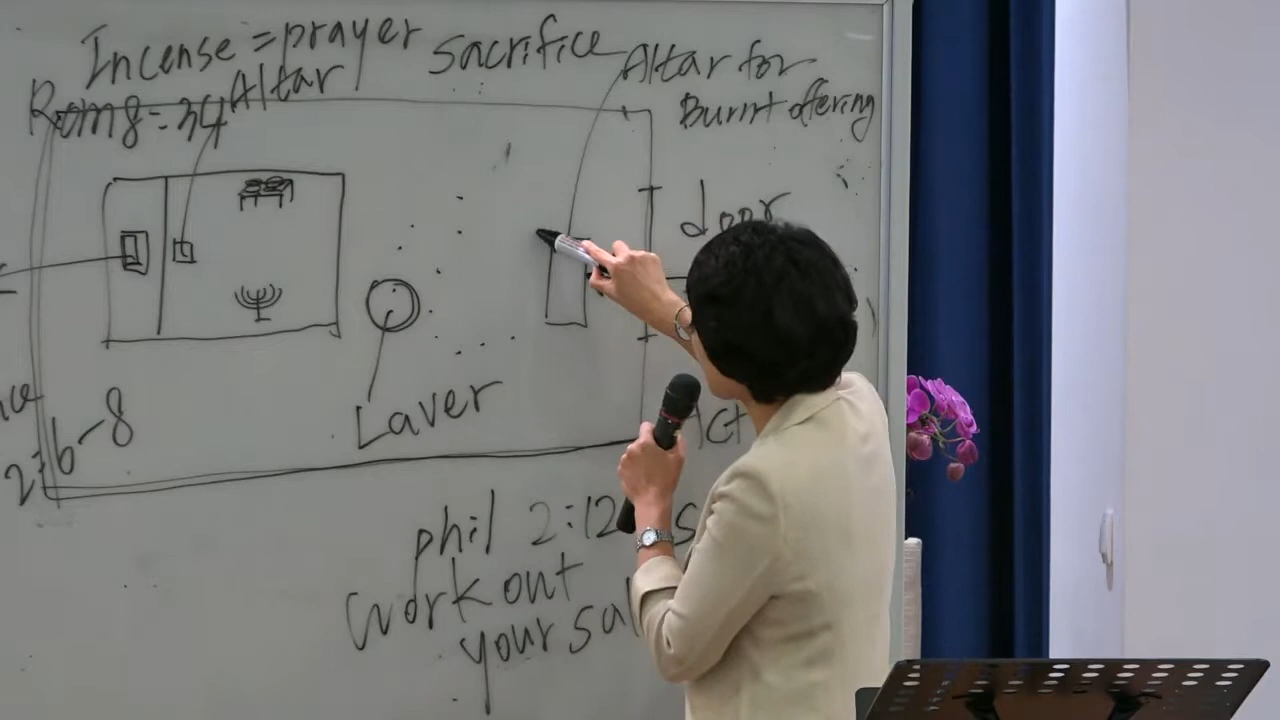 Incense = prayer sacrifice
Altar for
Altar
Burnt offering
Rom 8:34
door
Laver
Act
2:6-8
phil 2:12
work out
your sal